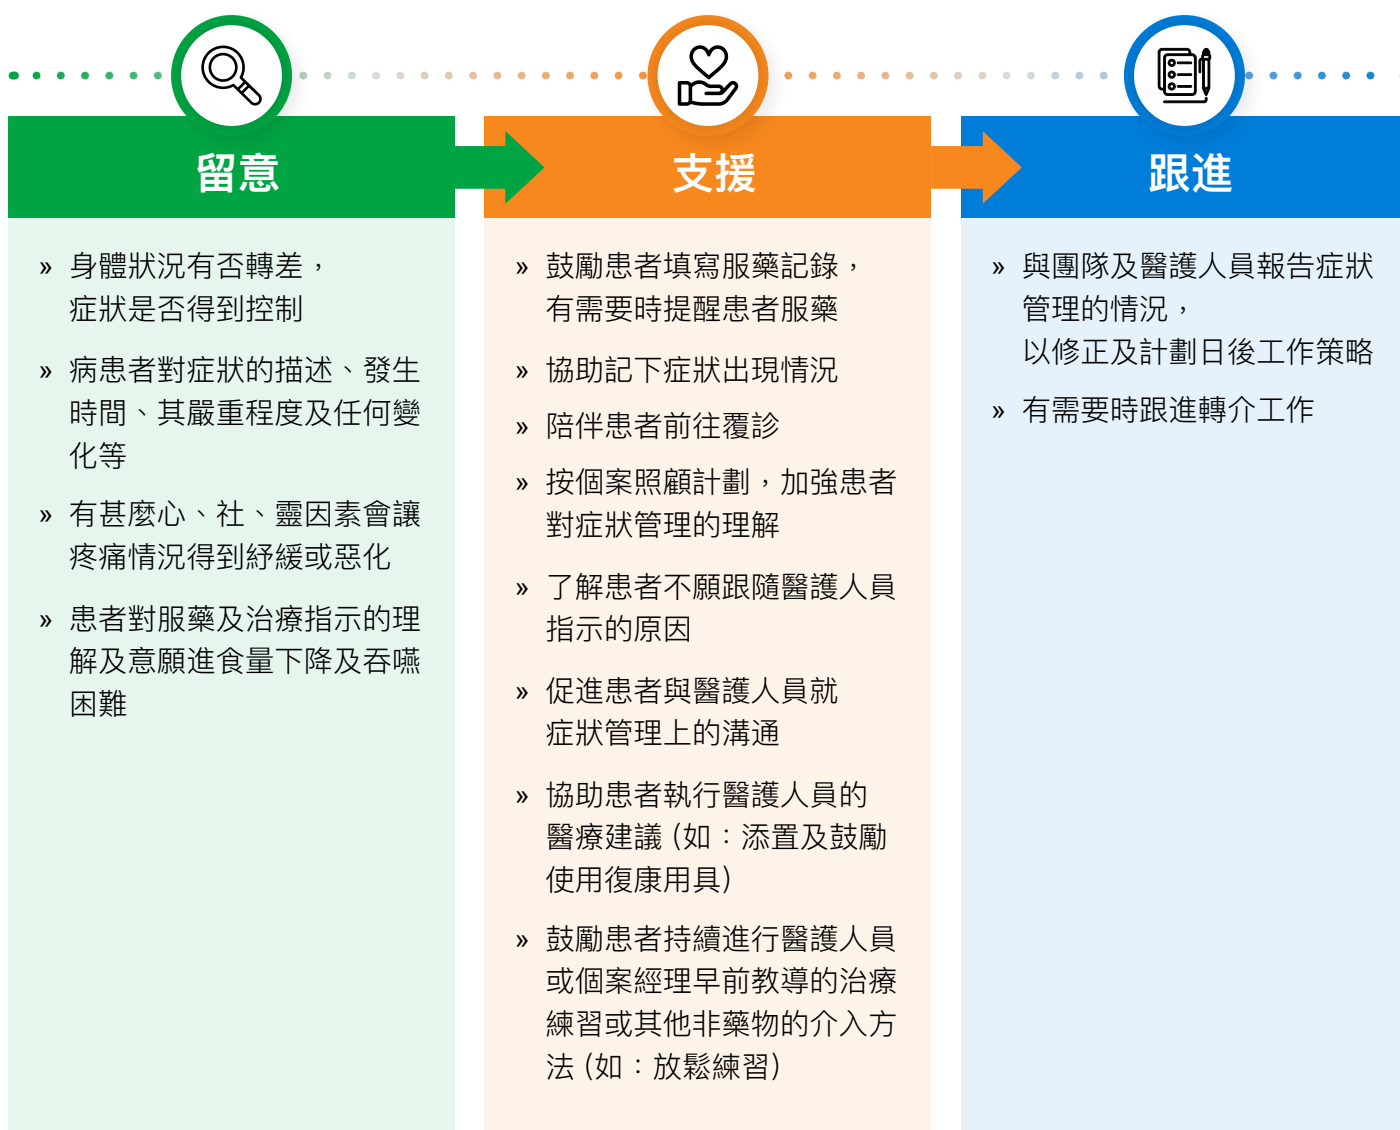 留意
» 身體狀況有否轉差，
症狀是否得到控制
» 病患者對症狀的描述、發生
時間、其嚴重程度及任何變
化等
» 有甚麼心、社、靈因素會讓
疼痛情況得到紓緩或惡化
» 患者對服藥及治療指示的理
解及意願進食量下降及吞嚥
困難
支援
» 鼓勵患者填寫服藥記錄，
有需要時提醒患者服藥
» 協助記下症狀出現情況
» 陪伴患者前往覆診
» 按個案照顧計劃，加強患者
對症狀管理的理解
» 了解患者不願跟隨醫護人員
指示的原因
» 促進患者與醫護人員就
症狀管理上的溝通
» 協助患者執行醫護人員的
醫療建議 (如：添置及鼓勵
使用復康用具)
» 鼓勵患者持續進行醫護人員
或個案經理早前教導的治療
練習或其他非藥物的介入方
法 (如：放鬆練習)
跟進
» 與團隊及醫護人員報告症狀
管理的情況，
以修正及計劃日後工作策略
» 有需要時跟進轉介工作